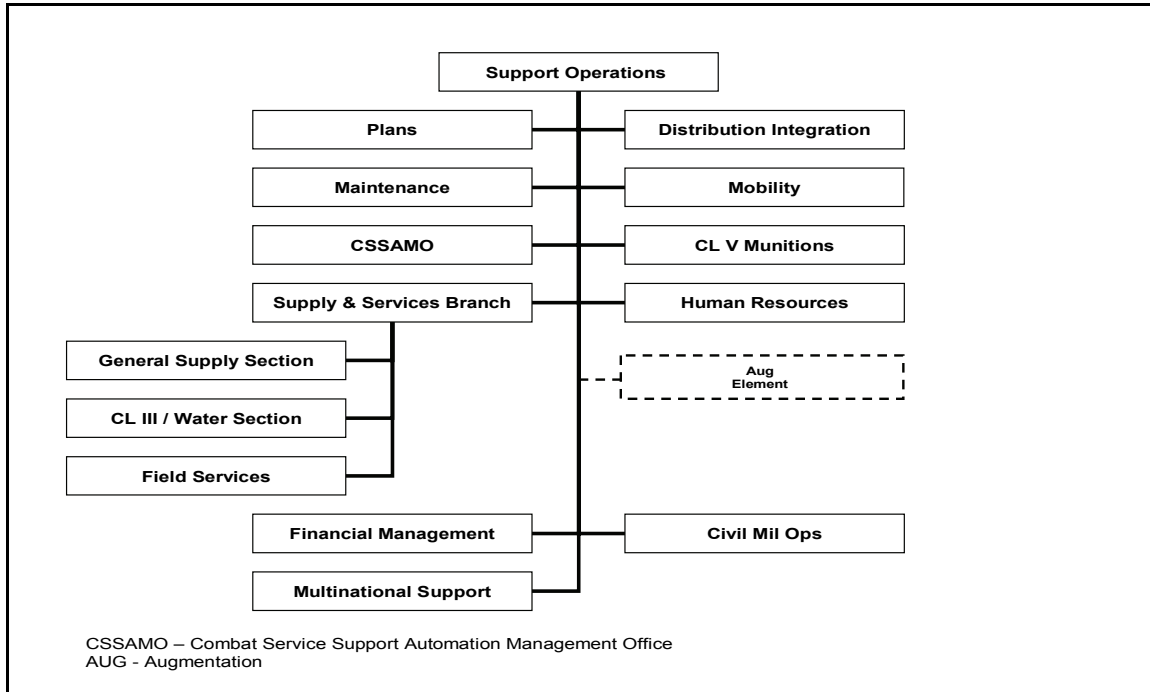 Support Operations
Plans
Distribution Integration
Maintenance
Mobility
CSSAMO
CL V Munitions
Supply & Services Branch
Human Resources
General Supply Section
Aug
Element
CL III / Water Section
Field Services
Financial Management
Civil Mil Ops
Multinational Support
CSSAMO – Combat Service Support Automation Management Office
AUG - Augmentation